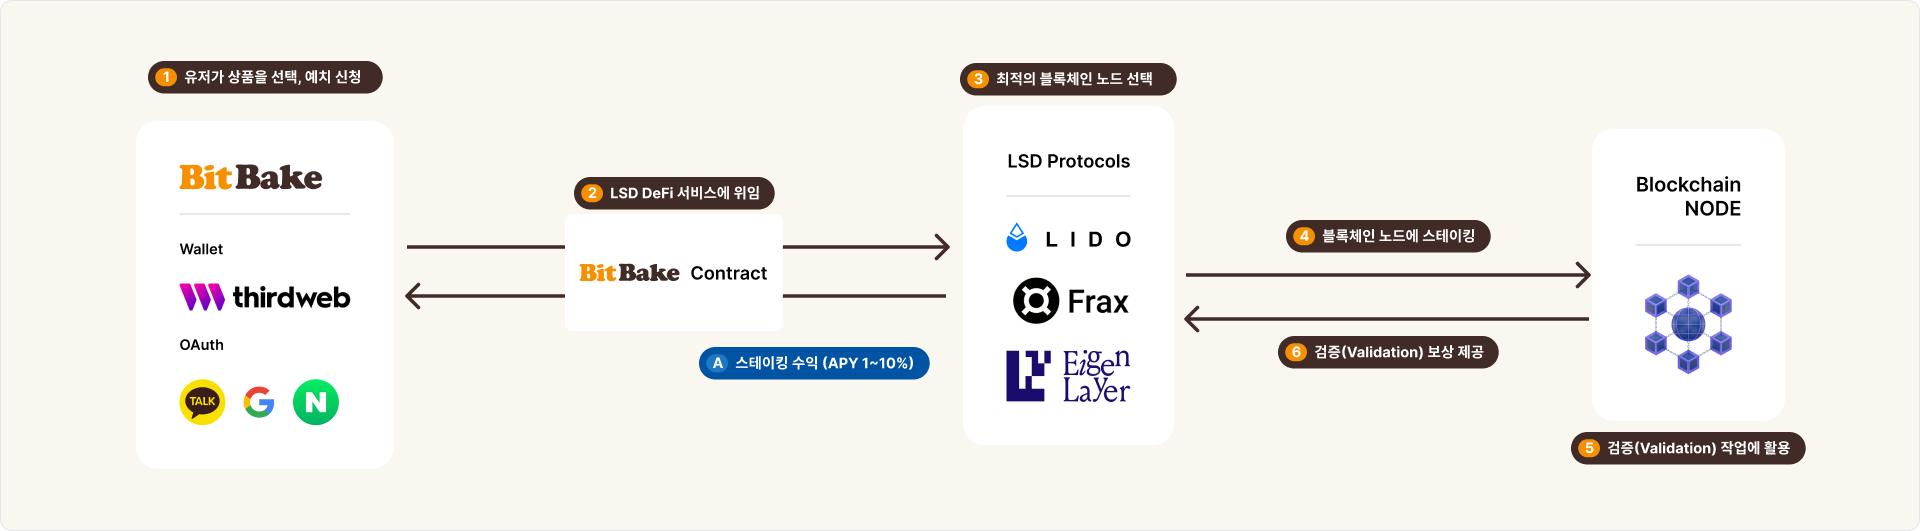 1 유저가 상품을 선택, 예치 신청
BitBake
Wallet
thirdweb
OAuth
TALK
G
N
2 LSD DeFi 서비스에 위임
BitBake Contract
A 스테이킹 수익 (APY 1~10%)
3 최적의 블록체인 노드 선택
LSD Protocols
LIDO
Frax
EigenLayer
4 블록체인 노드에 스테이킹
6 검증(Validation) 보상 제공
Blockchain
NODE
5 검증(Validation) 작업에 활용